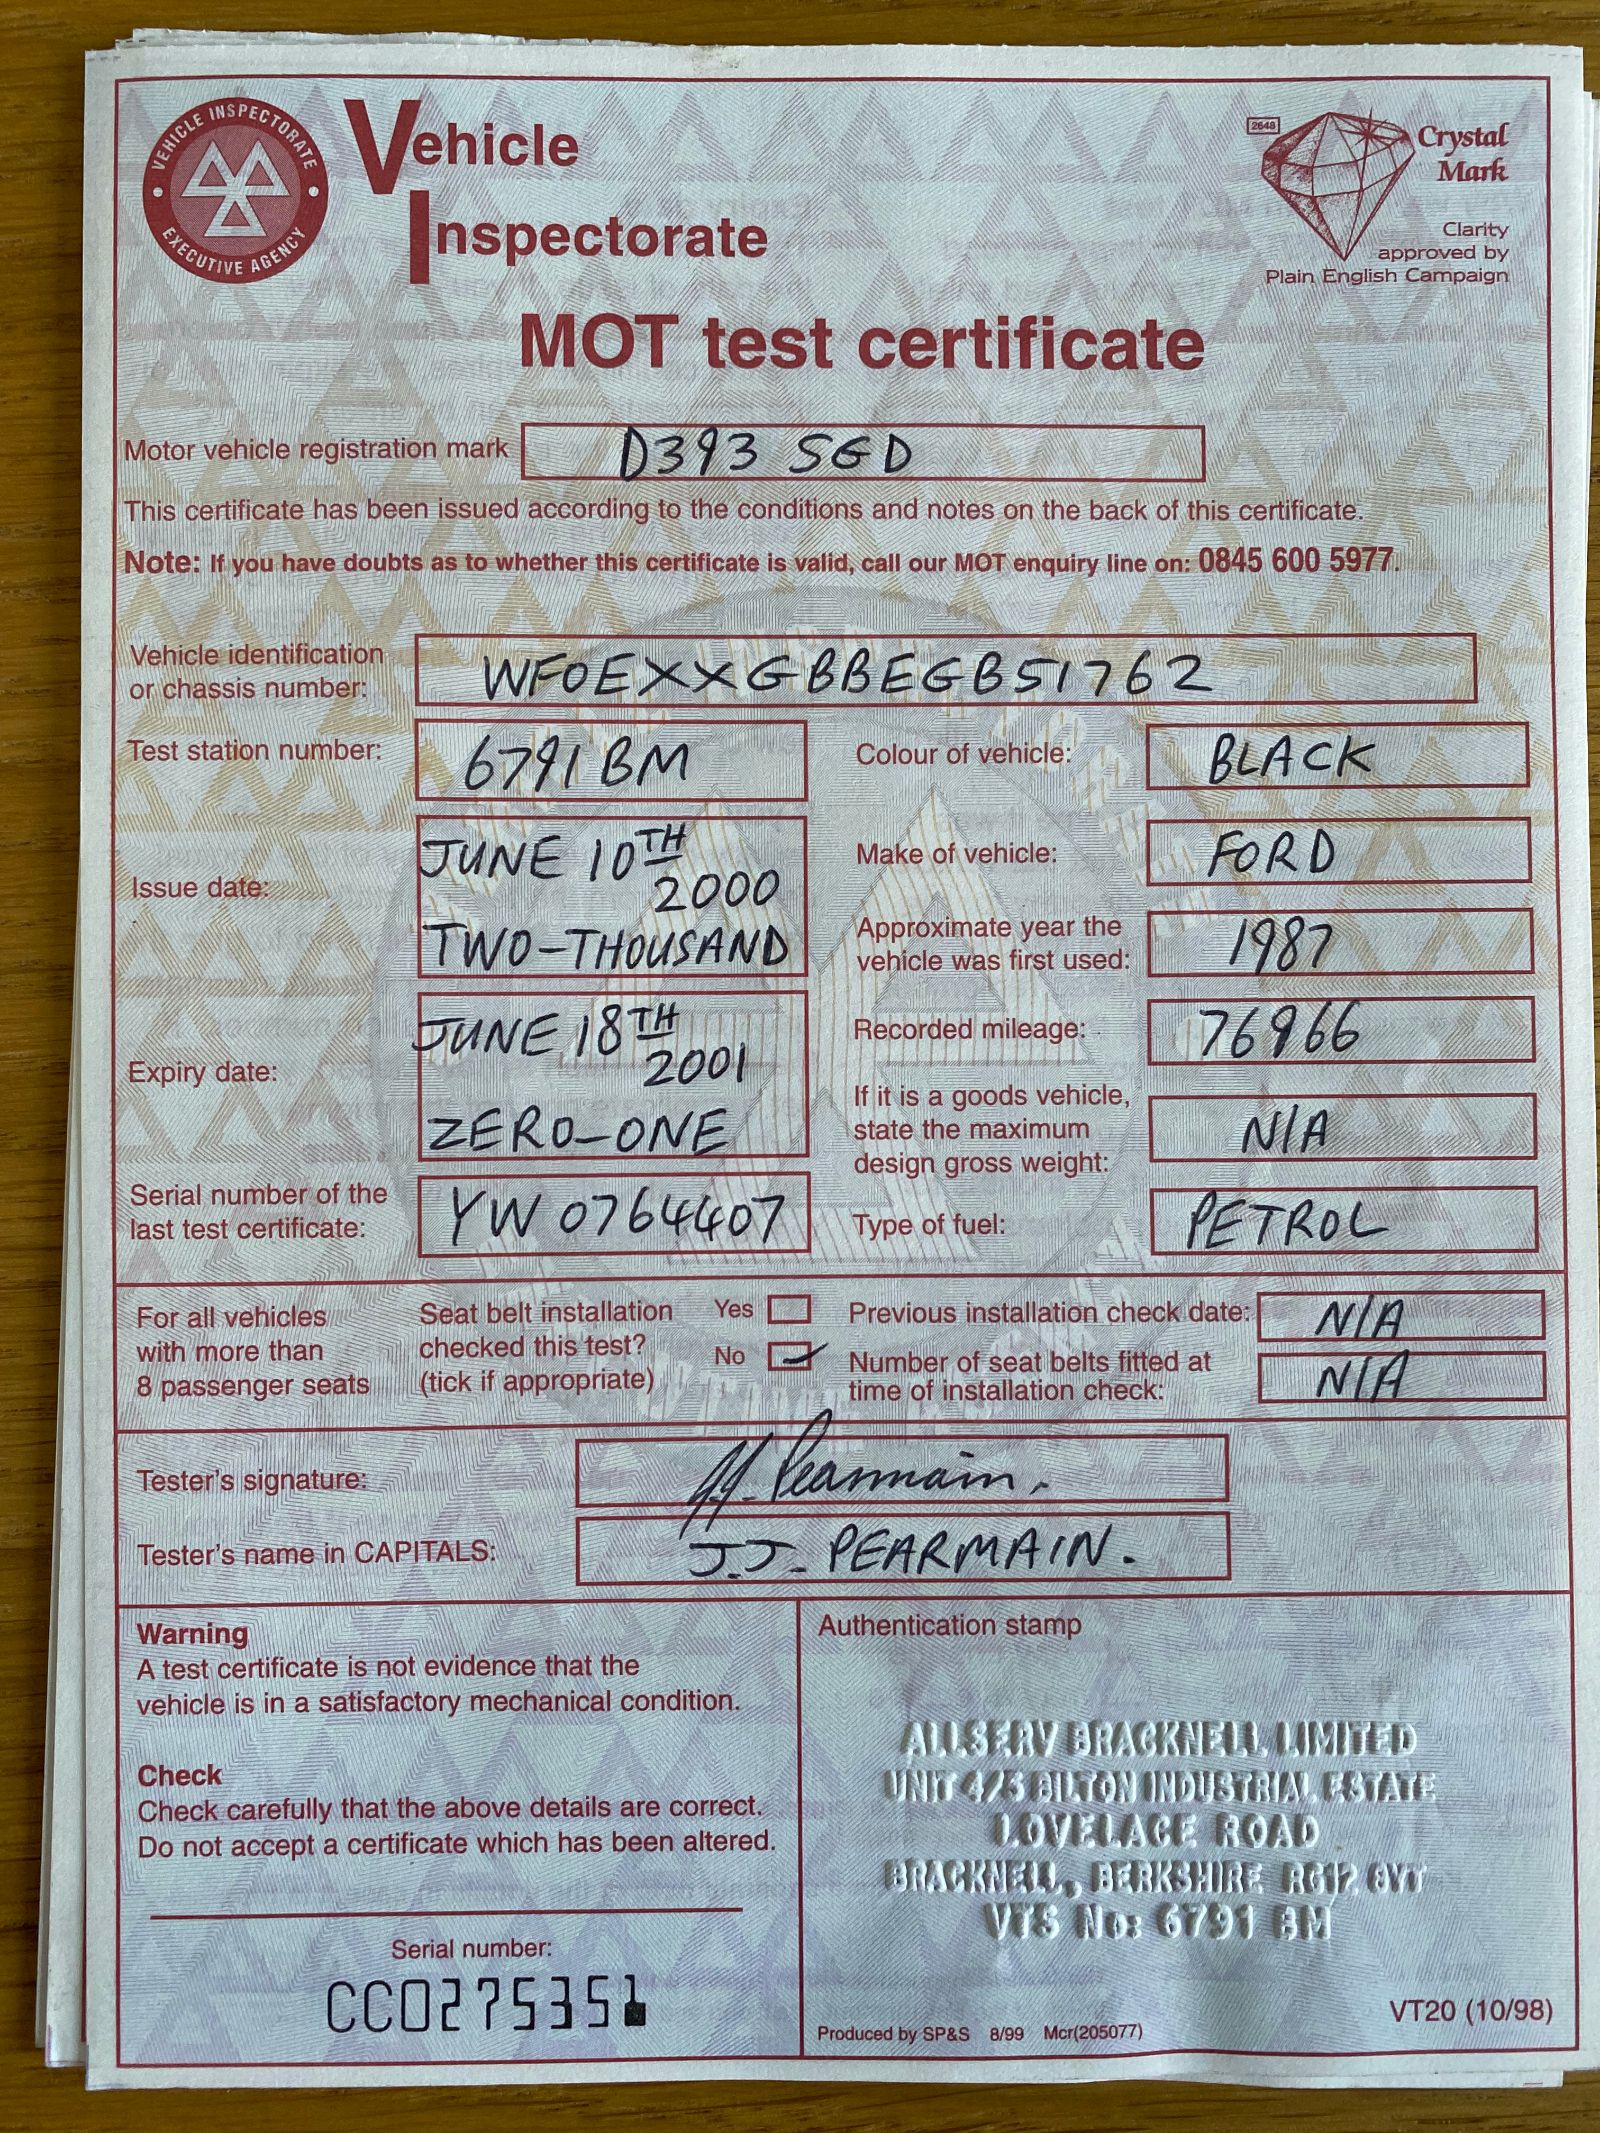 VEHICLE INSPECTORATE
EXECUTIVE AGENCY
Vehicle
Inspectorate
2648
Crystal
Mark
Clarity
approved by
Plain English Campaign
MOT test certificate
Motor vehicle registration mark D393 SGD
This certificate has been issued according to the conditions and notes on the back of this certificate.
Note: If you have doubts as to whether this certificate is valid, call our MOT enquiry line on: 0845 600 5977.
Vehicle identification
or chassis number: WF0EXXGBBEGB51762
Test station number: 6791 BM
Colour of vehicle: BLACK
Issue date: JUNE 10TH
2000
TWO-THOUSAND
Make of vehicle: FORD
Approximate year the
vehicle was first used: 1987
Expiry date: JUNE 18TH
2001
ZERO-ONE
Recorded mileage: 76966
If it is a goods vehicle,
state the maximum
design gross weight: N/A
Serial number of the
last test certificate: YW 0764407
Type of fuel: PETROL
For all vehicles
with more than
8 passenger seats
Seat belt installation
checked this test?
(tick if appropriate)
Yes
No
Previous installation check date: N/A
Number of seat belts fitted at
time of installation check: N/A
Tester's signature: J.J. Pearmain.
Tester's name in CAPITALS: J.J. PEARMAIN.
Warning
A test certificate is not evidence that the
vehicle is in a satisfactory mechanical condition.
Check
Check carefully that the above details are correct.
Do not accept a certificate which has been altered.
Serial number:
CC0275351
Authentication stamp
ALLSERV BRACKNELL LIMITED
UNIT 4/5 BILTON INDUSTRIAL ESTATE
LOVELACE ROAD
BRACKNELL, BERKSHIRE RG12 8YT
VTS No: 6791 BM
Produced by SP&S 8/99 Mcr(205077)
VT20 (10/98)